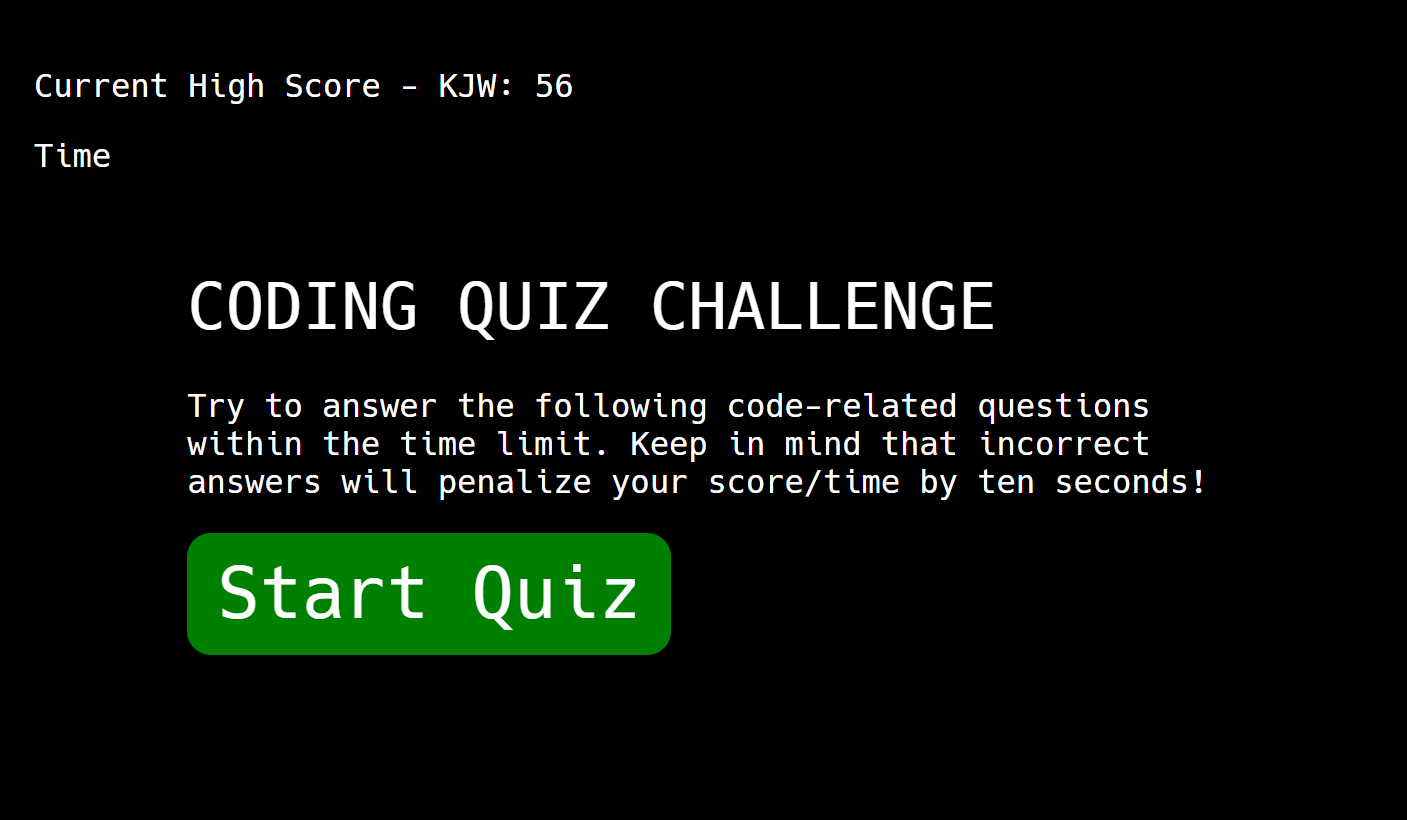 Current High Score - KJW: 56
Time
CODING QUIZ CHALLENGE
Try to answer the following code-related questions
within the time limit. Keep in mind that incorrect
answers will penalize your score/time by ten seconds!
Start Quiz